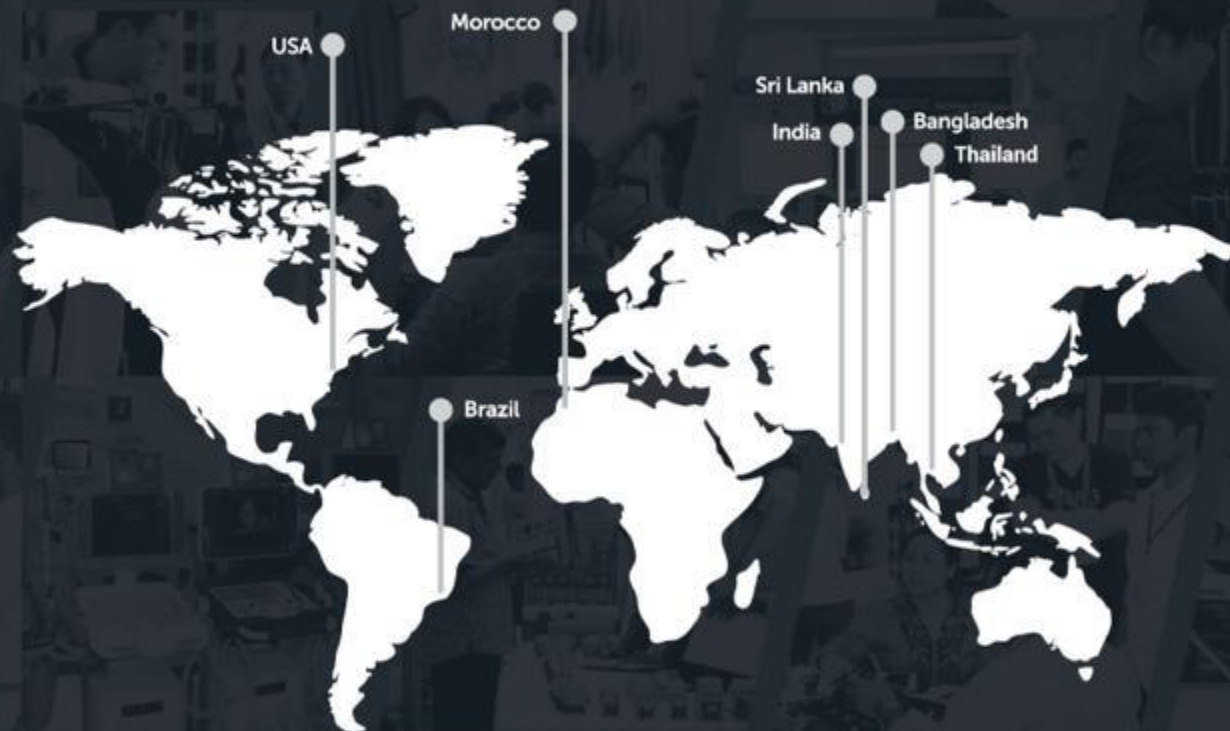 Morocco
USA
Sri Lanka
Bangladesh
India
Thailand
Brazil